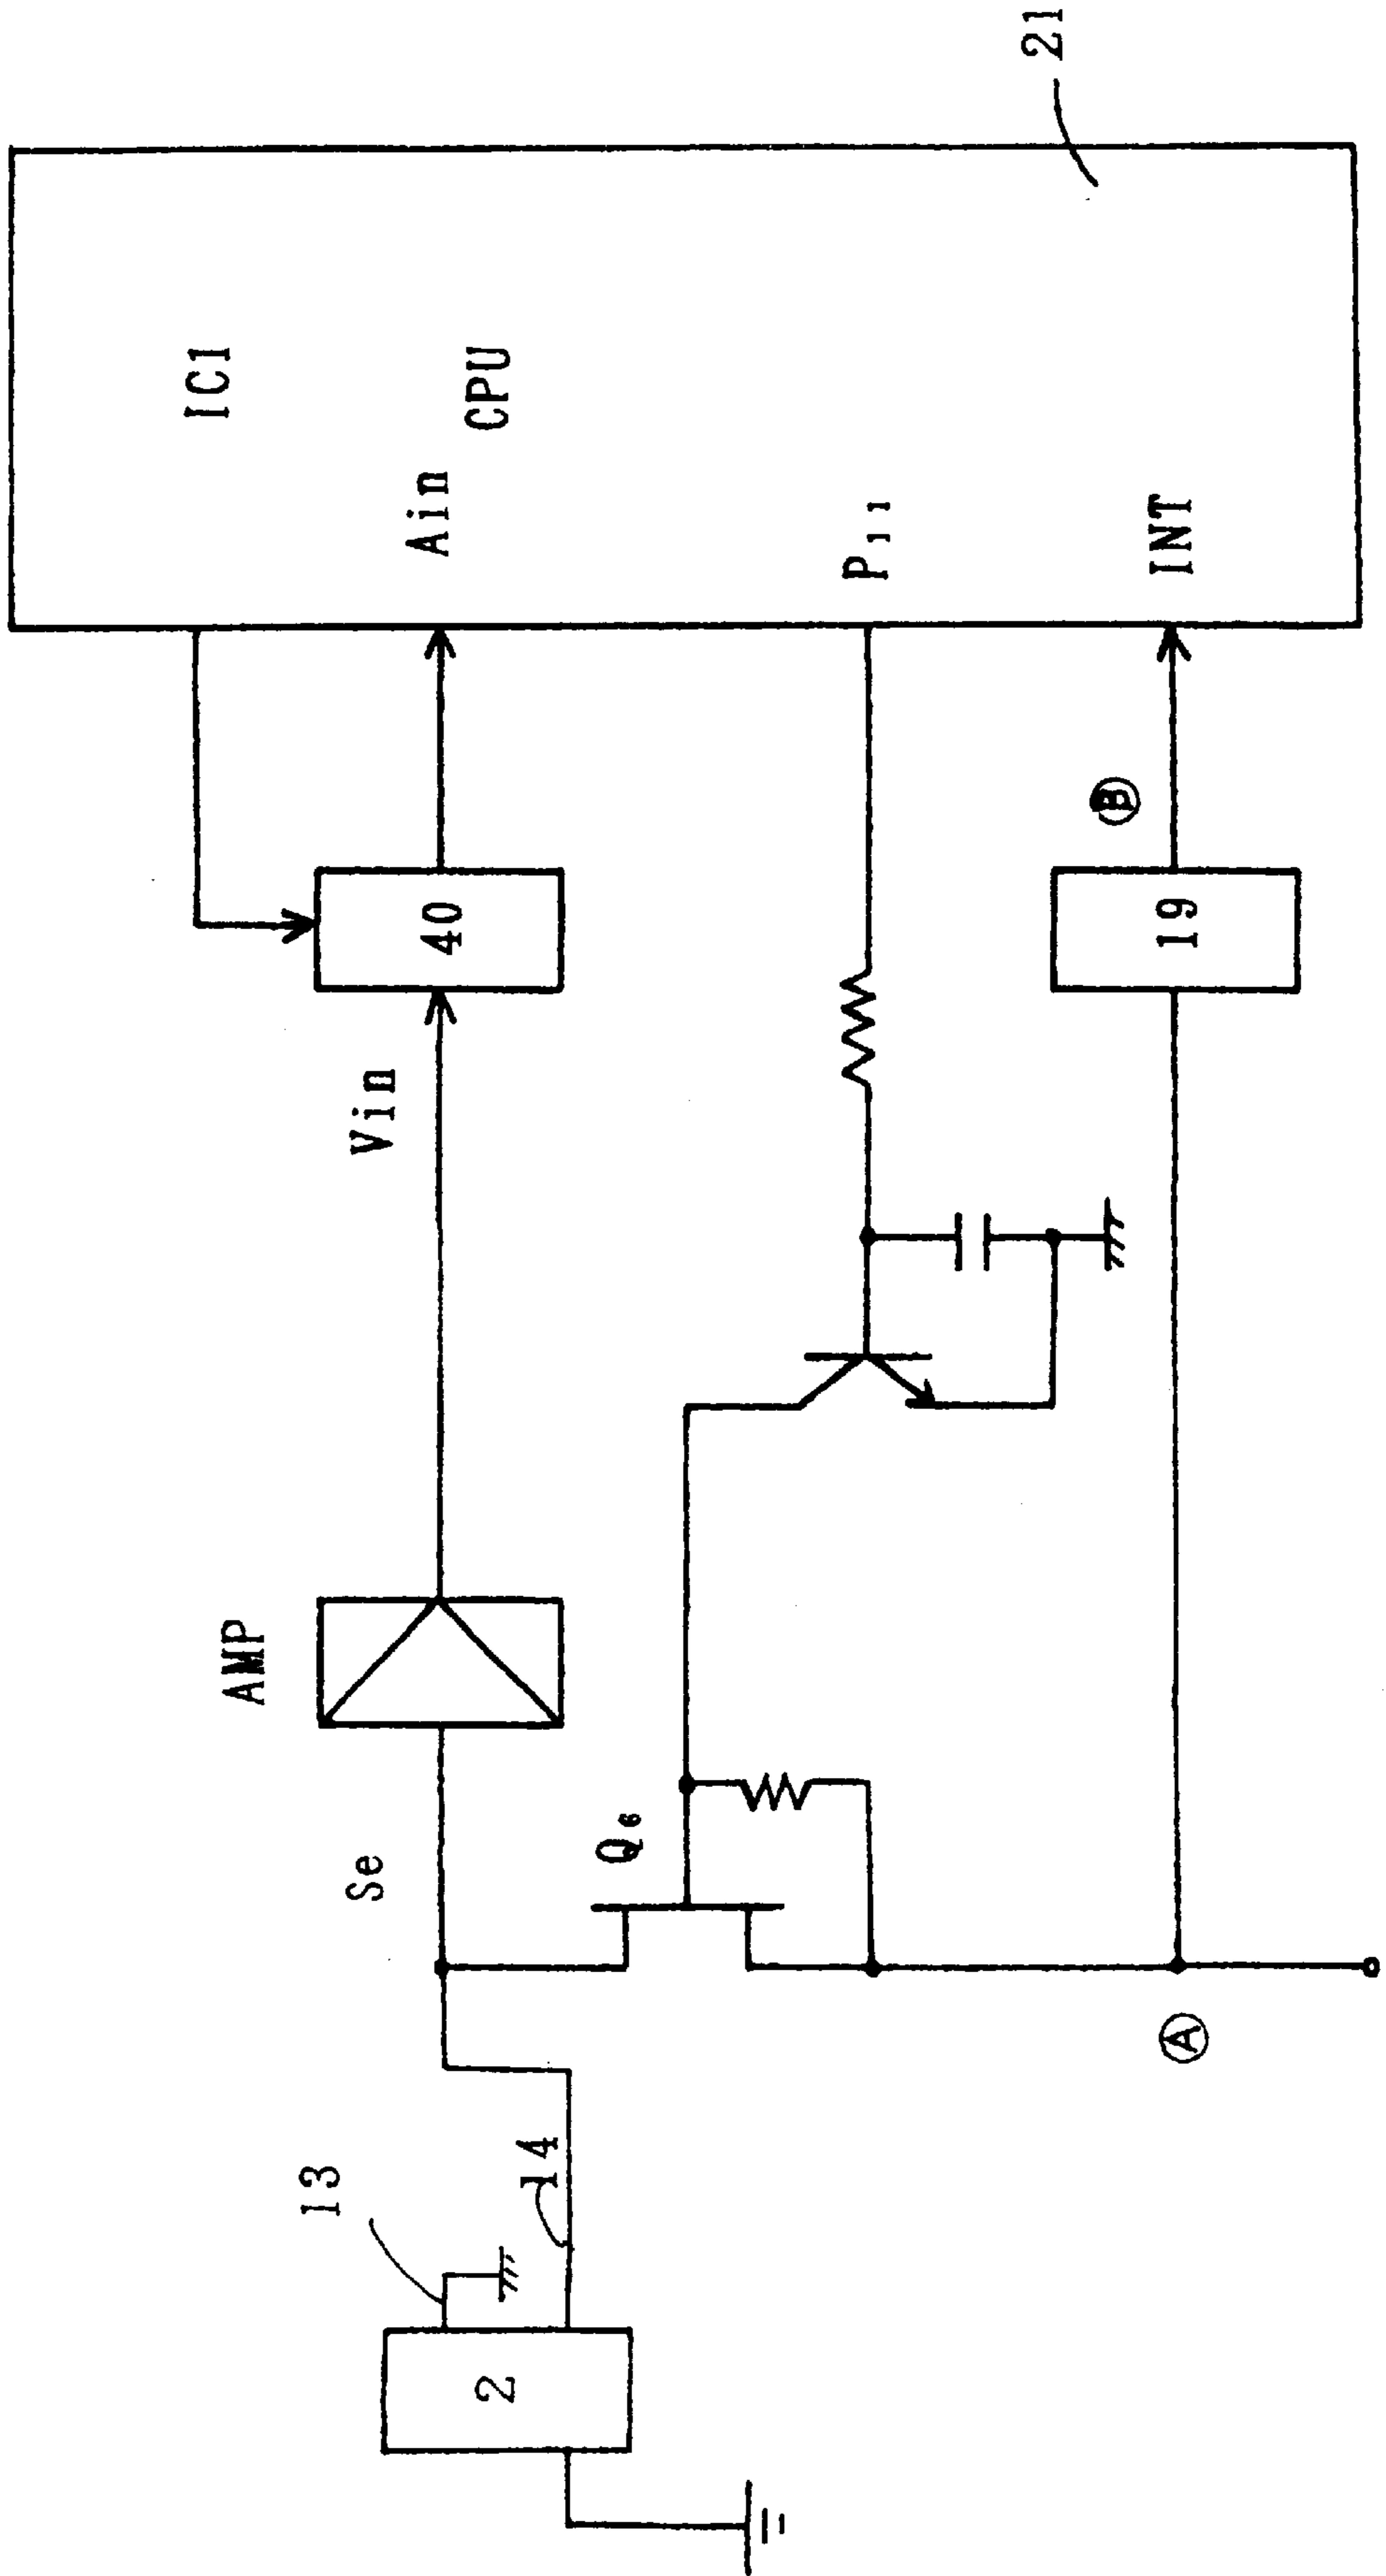 13
2
14
Se
AMP
Vin
40
IC1
Ain
CPU
Q₆
P₁₁
INT
Ⓐ
Ⓑ
19
21